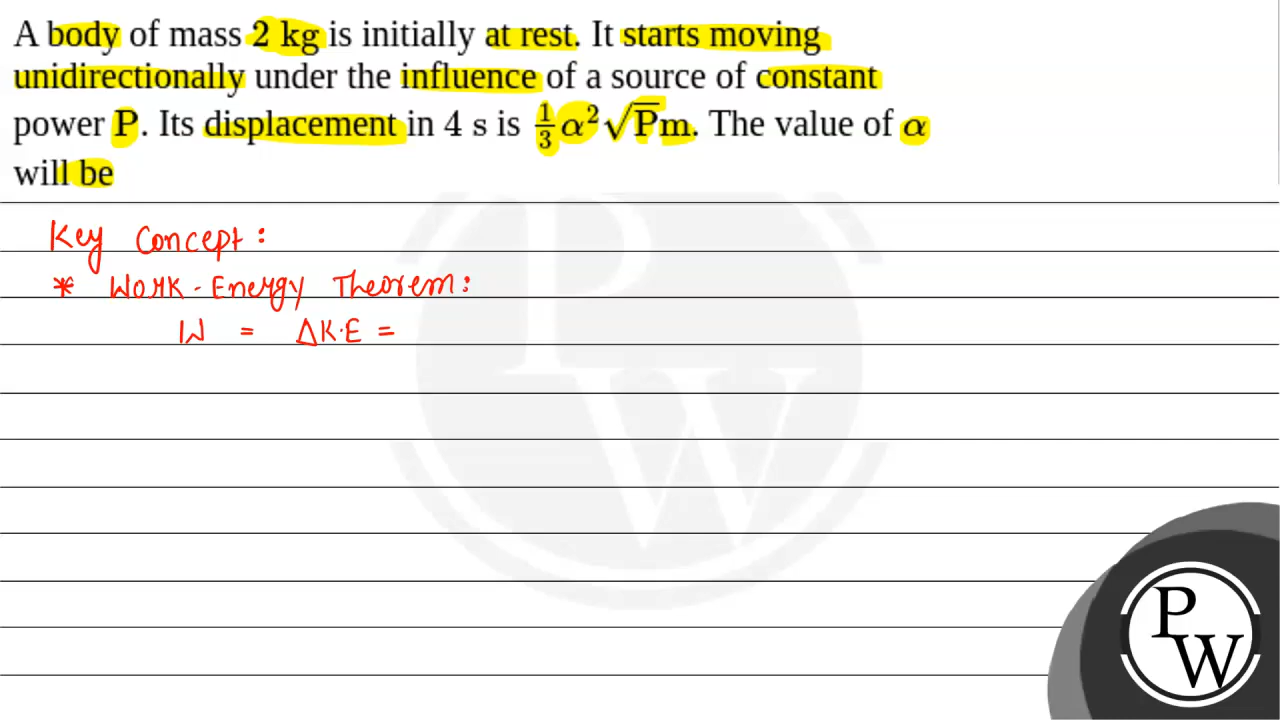 A body of mass 2 kg is initially at rest. It starts moving
unidirectionally under the influence of a source of constant
power P. Its displacement in 4 s is 1/3 α² √P m. The value of α
will be
Key Concept:
* Work-Energy Theorem:
W = ΔK·E =
PW
PW